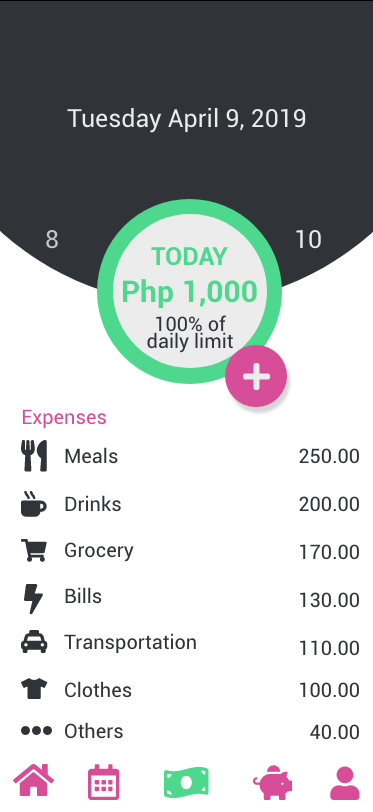 Tuesday April 9, 2019
8
10
TODAY
Php 1,000
100% of
daily limit
Expenses
Meals 250.00
Drinks 200.00
Grocery 170.00
Bills 130.00
Transportation 110.00
Clothes 100.00
Others 40.00